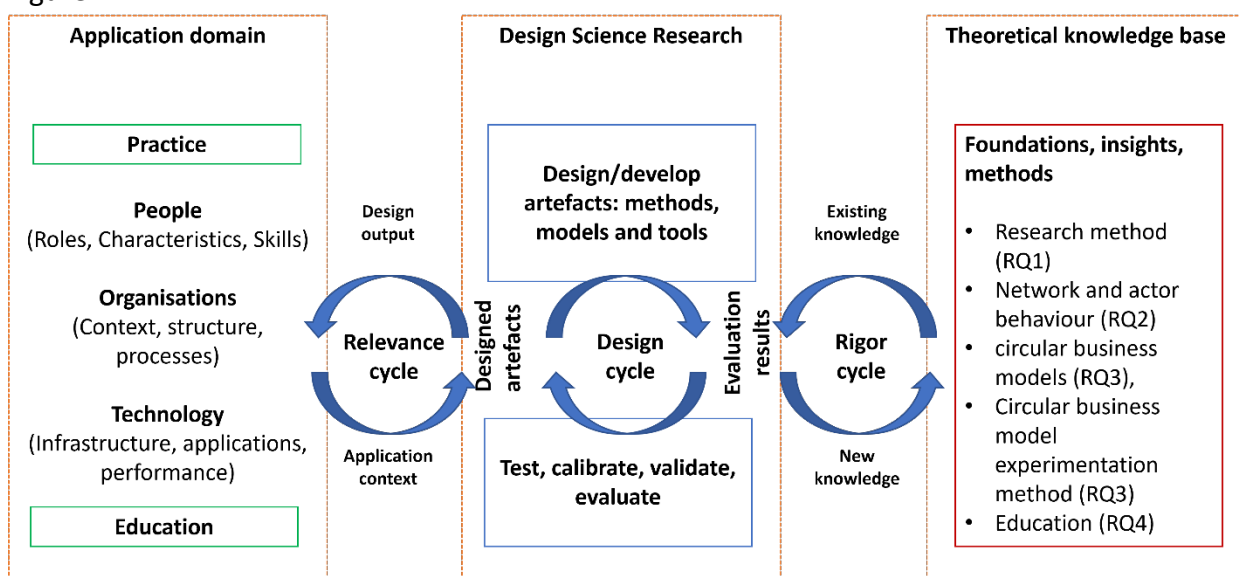 Application domain
Practice
People
(Roles, Characteristics, Skills)
Organisations
(Context, structure,
processes)
Technology
(Infrastructure, applications,
performance)
Education
Design
output
Relevance
cycle
Application
context
Design Science Research
Design/develop
artefacts: methods,
models and tools
Designed
artefacts
Design
cycle
Evaluation
results
Test, calibrate, validate,
evaluate
Existing
knowledge
Rigor
cycle
New
knowledge
Theoretical knowledge base
Foundations, insights,
methods
• Research method
(RQ1)
• Network and actor
behaviour (RQ2)
• circular business
models (RQ3),
• Circular business
model
experimentation
method (RQ3)
• Education (RQ4)